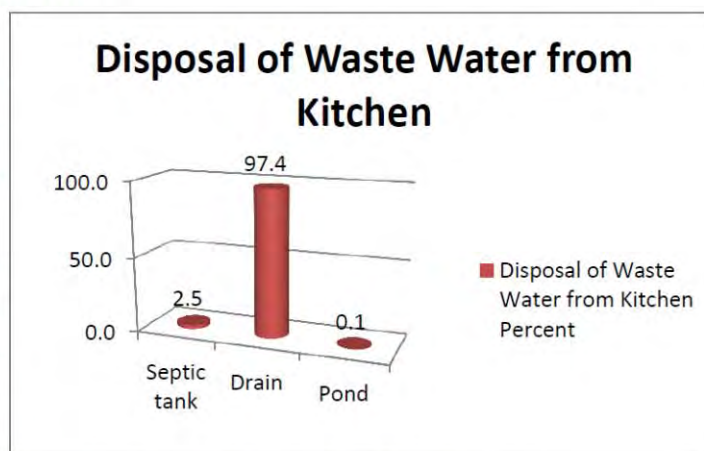 Disposal of Waste Water from
Kitchen
97.4
100.0
50.0
2.5
0.1
0.0
Septic
tank
Drain
Pond
Disposal of Waste
Water from Kitchen
Percent